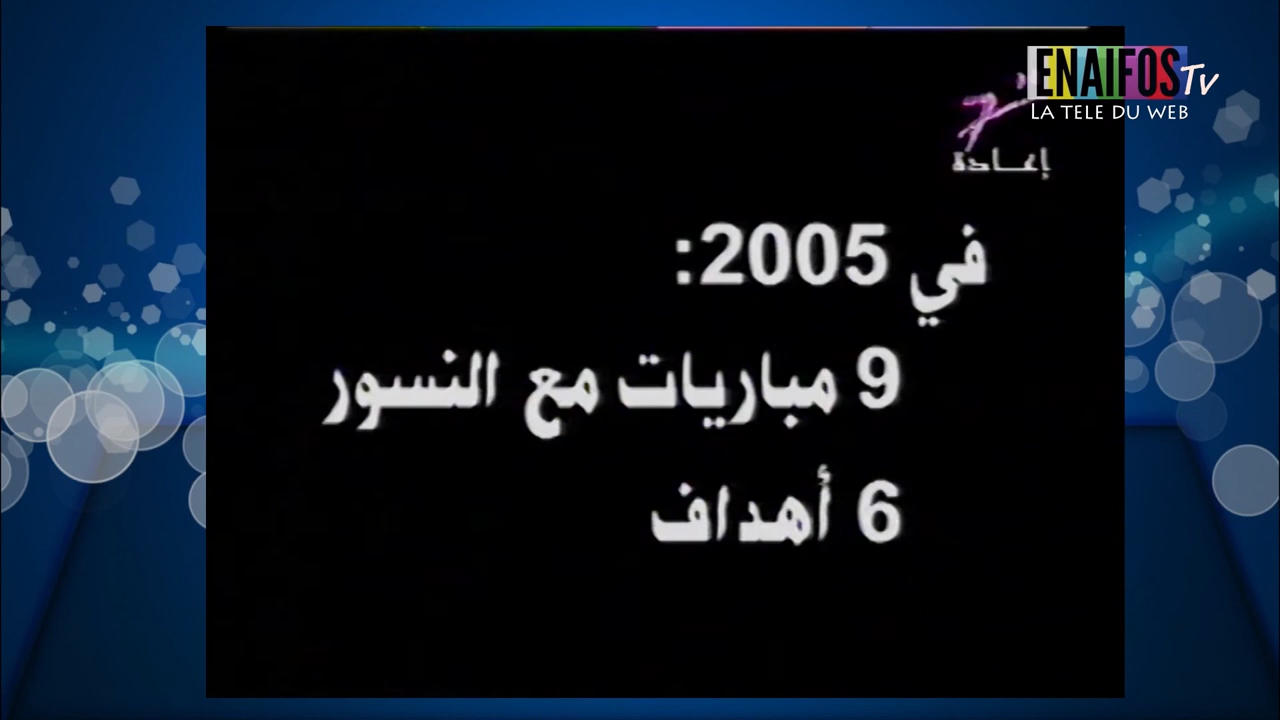 ENAIFOS TV
LA TELE DU WEB
إعادة
في 2005:
9 مباريات مع النسور
6 أهداف